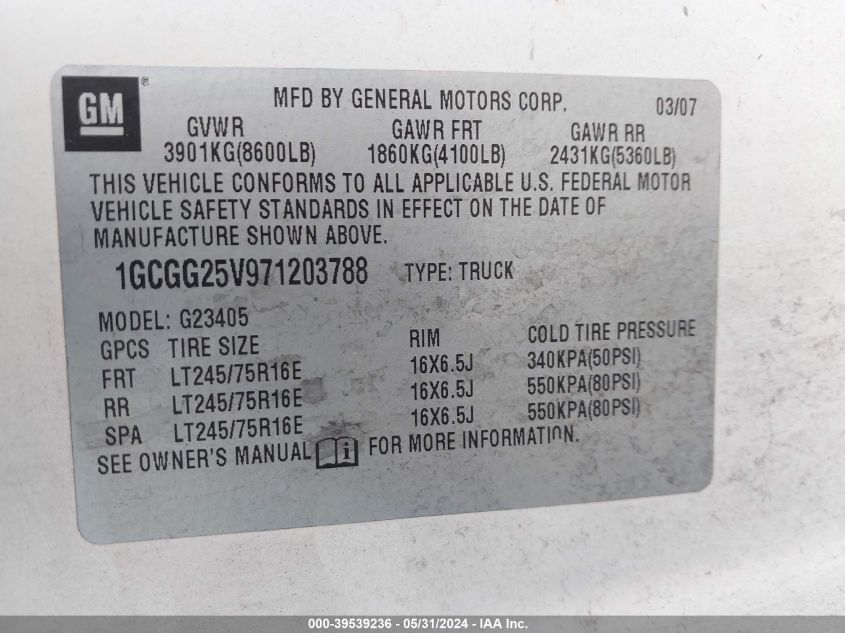 GM ®
MFD BY GENERAL MOTORS CORP. 03/07
GVWR GAWR FRT GAWR RR
3901KG(8600LB) 1860KG(4100LB) 2431KG(5360LB)
THIS VEHICLE CONFORMS TO ALL APPLICABLE U.S. FEDERAL MOTOR
VEHICLE SAFETY STANDARDS IN EFFECT ON THE DATE OF
MANUFACTURE SHOWN ABOVE.
1GCGG25V971203788 TYPE: TRUCK
MODEL: G23405
GPCS TIRE SIZE RIM COLD TIRE PRESSURE
FRT LT245/75R16E 16X6.5J 340KPA(50PSI)
RR LT245/75R16E 16X6.5J 550KPA(80PSI)
SPA LT245/75R16E 16X6.5J 550KPA(80PSI)
SEE OWNER'S MANUAL i FOR MORE INFORMATION.
000-39539236 - 05/31/2024 - IAA Inc.